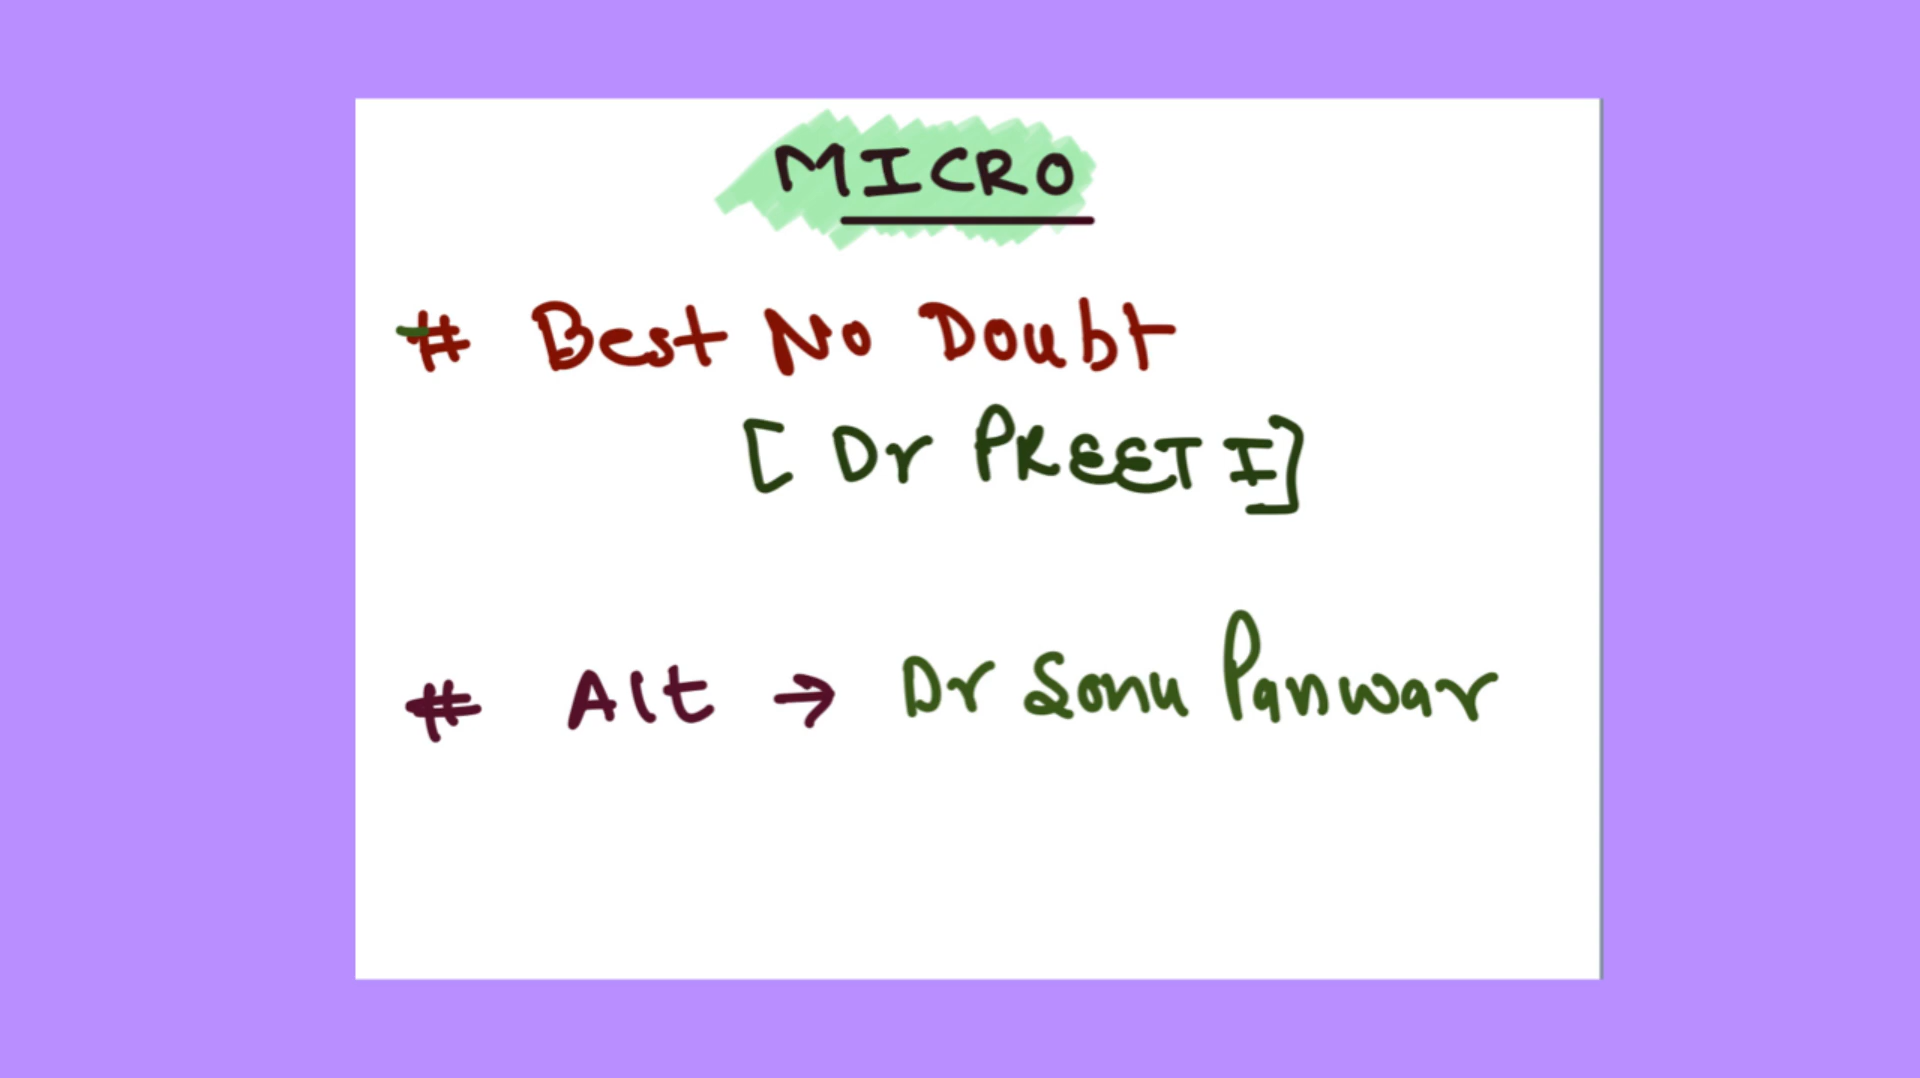 MICRO
# Best No Doubt
[ Dr PREETI]
# Alt → Dr Sonu Panwar